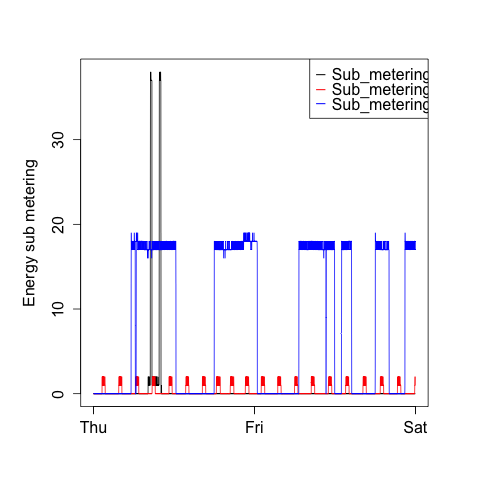 Sub_metering
Sub_metering
Sub_metering
Energy sub metering
30
20
10
0
Thu
Fri
Sat